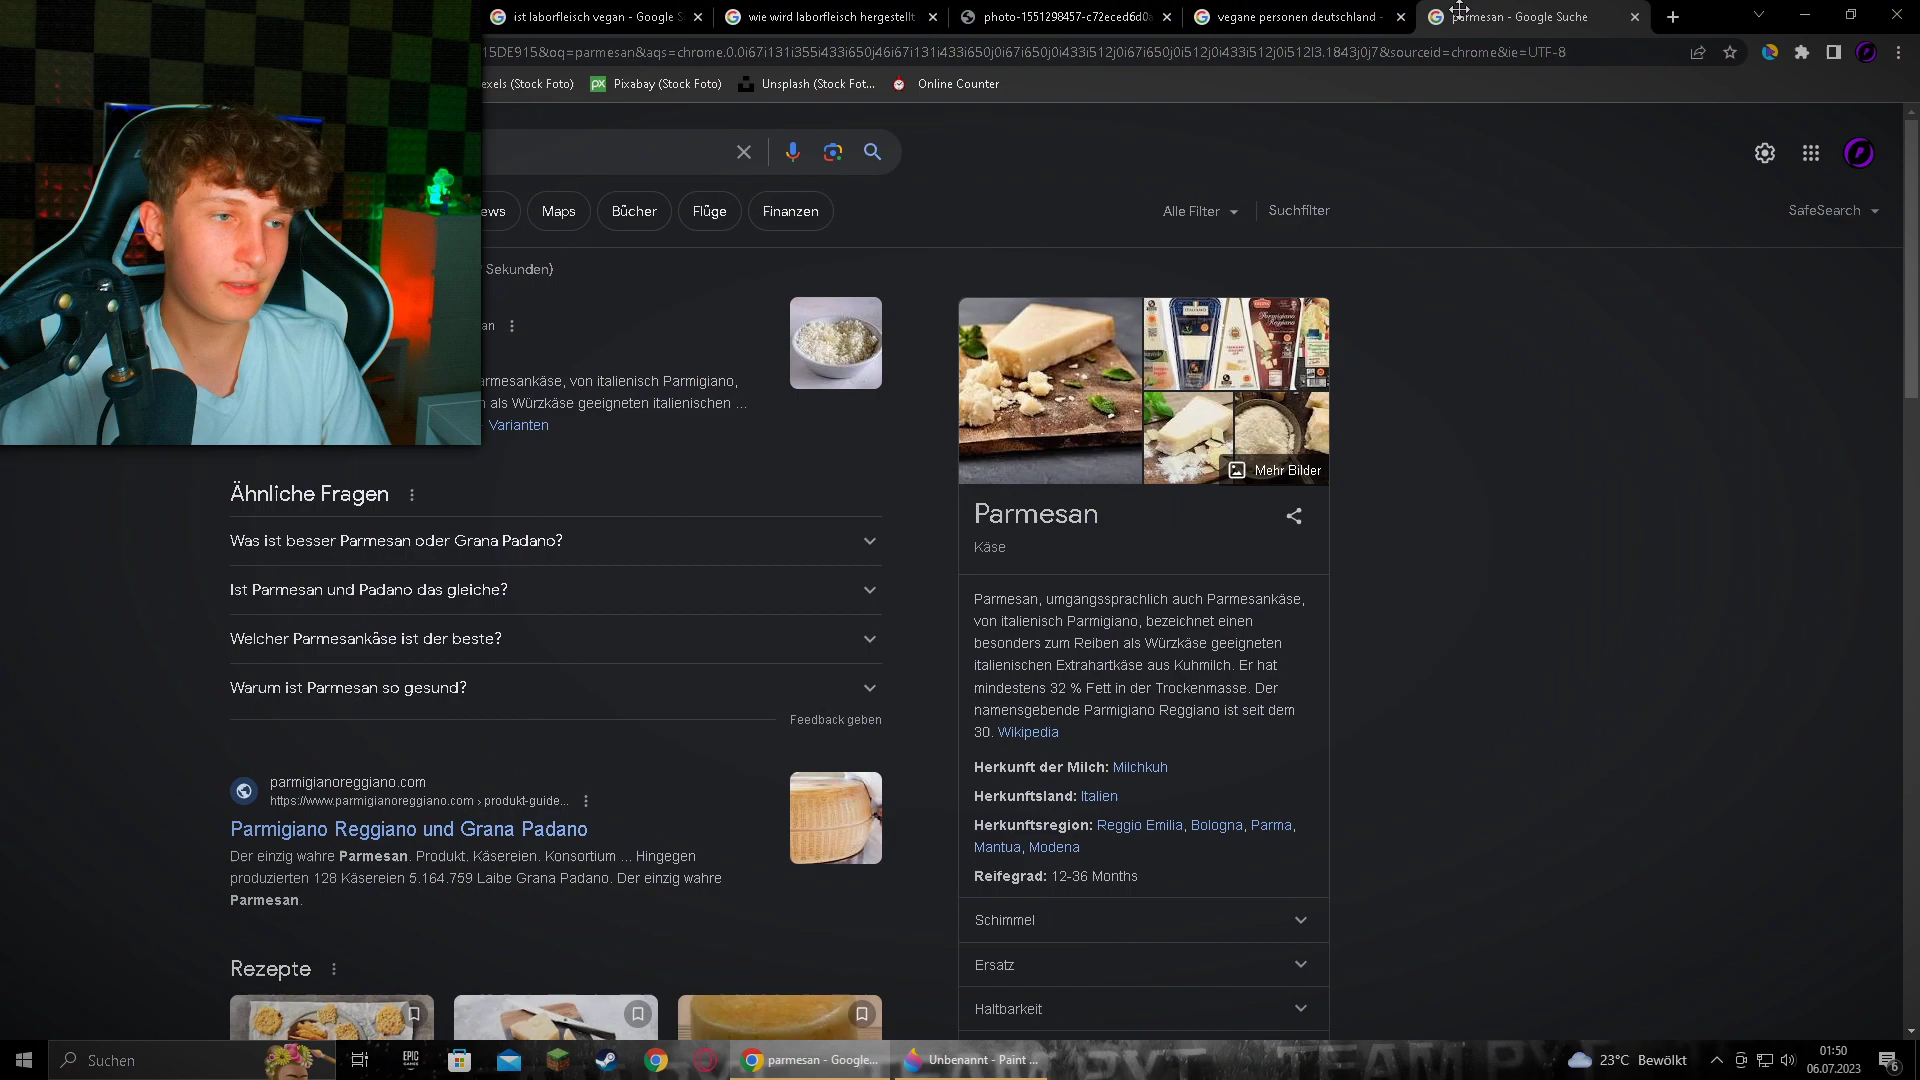 ist laborfleisch vegan - Google S
wie wird laborfleisch hergestellt
photo-1551298457-c72eced6d0a
vegane personen deutschland -
parmesan - Google Suche
15DE915&oq=parmesan&aqs=chrome.0.0i67i131i355i433i650j46i67i131i433i650j0i67i650j0i433i512j0i67i650j0i512j0i433i512j0i512l3.1843j0j7&sourceid=chrome&ie=UTF-8
exels (Stock Foto)
Pixabay (Stock Foto)
Unsplash (Stock Fot...
Online Counter
ews
Maps
Bücher
Flüge
Finanzen
Alle Filter
Suchfilter
SafeSearch
Sekunden)
an
armesankäse, von italienisch Parmigiano,
als Würzkäse geeigneten italienischen ...
Varianten
Ähnliche Fragen
Was ist besser Parmesan oder Grana Padano?
Ist Parmesan und Padano das gleiche?
Welcher Parmesankäse ist der beste?
Warum ist Parmesan so gesund?
Feedback geben
parmigianoreggiano.com
https://www.parmigianoreggiano.com › produkt-guide...
Parmigiano Reggiano und Grana Padano
Der einzig wahre Parmesan. Produkt. Käsereien. Konsortium ... Hingegen
produzierten 128 Käsereien 5.164.759 Laibe Grana Padano. Der einzig wahre
Parmesan.
Rezepte
Mehr Bilder
Parmesan
Käse
Parmesan, umgangssprachlich auch Parmesankäse,
von italienisch Parmigiano, bezeichnet einen
besonders zum Reiben als Würzkäse geeigneten
italienischen Extrahartkäse aus Kuhmilch. Er hat
mindestens 32 % Fett in der Trockenmasse. Der
namensgebende Parmigiano Reggiano ist seit dem
30. Wikipedia
Herkunft der Milch: Milchkuh
Herkunftsland: Italien
Herkunftsregion: Reggio Emilia, Bologna, Parma,
Mantua, Modena
Reifegrad: 12-36 Months
Schimmel
Ersatz
Haltbarkeit
Suchen
EPIC GAMES
parmesan - Google...
Unbenannt - Paint ...
23°C Bewölkt
01:50
06.07.2023
6